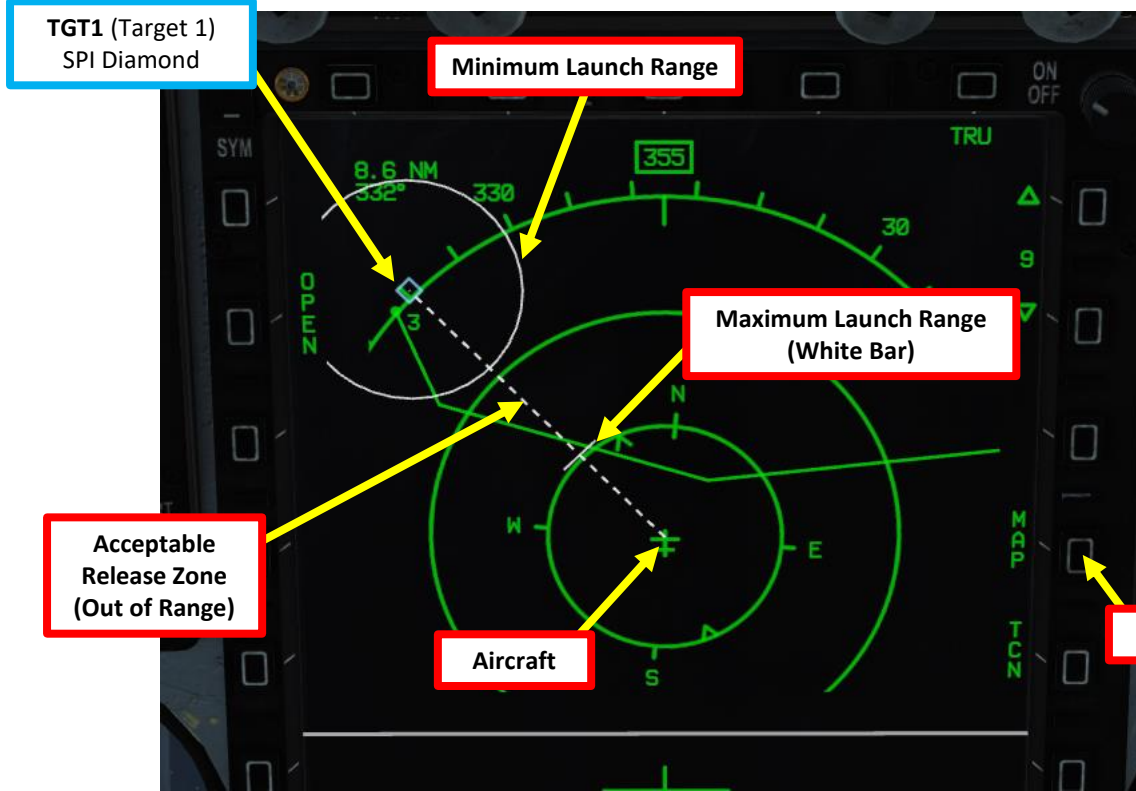 TGT1 (Target 1)
SPI Diamond
Minimum Launch Range
ON
OFF
SYM
TRU
355
8.6 NM
332°
330
30
9
OPEN
3
Maximum Launch Range
(White Bar)
N
W
E
S
Acceptable
Release Zone
(Out of Range)
Aircraft
MAP
TCN